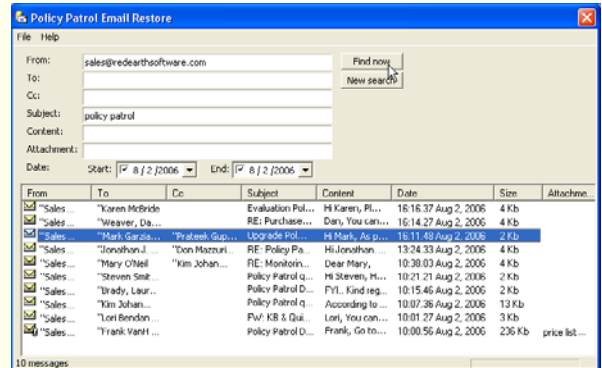 Policy Patrol Email Restore
File Help
From: sales@redearthsoftware.com Find now
To: New search
Cc:
Subject: policy patrol
Content:
Attachment:
Date: Start: 8 / 2 /2006 End: 8 / 2 /2006
From To Cc Subject Content Date Size Attachme...
"Sales... "Karen McBride Evaluation Pol... Hi Karen, Pl... 16:16.37 Aug 2, 2006 4 Kb
"Sales... "Weaver, Da... RE: Purchase... Dan, You can... 16:14.27 Aug 2, 2006 4 Kb
"Sales... "Mark Garzia... "Prateek Gup... Upgrade Pol... Hi Mark, As p... 16:11.48 Aug 2, 2006 2 Kb
"Sales... "Jonathan J. ... "Don Mazzuri... RE: Policy Pa... Hi Jonathan. ... 13:24.33 Aug 2, 2006 4 Kb
"Sales... "Mary O'Neil "Kim Johan... RE: Monitorin... Dear Mary, 10:38.03 Aug 2, 2006 4 Kb
"Sales... "Steven Smit... Policy Patrol q... Hi Steven, H... 10:21.21 Aug 2, 2006 2 Kb
"Sales... "Brady, Laur.. Policy Patrol D... FYI.. Kind reg... 10:15.46 Aug 2, 2006 2 Kb
"Sales... "Kim Johan... Policy Patrol q... According to ... 10:07.36 Aug 2, 2006 13 Kb
"Sales... "Lori Bendan ... FW: KB & Qui... Lori, You can... 10:01.27 Aug 2, 2006 3 Kb
"Sales... "Frank VanH ... Policy Patrol D... Frank, Go to... 10:00.56 Aug 2, 2006 236 Kb price list ...
10 messages